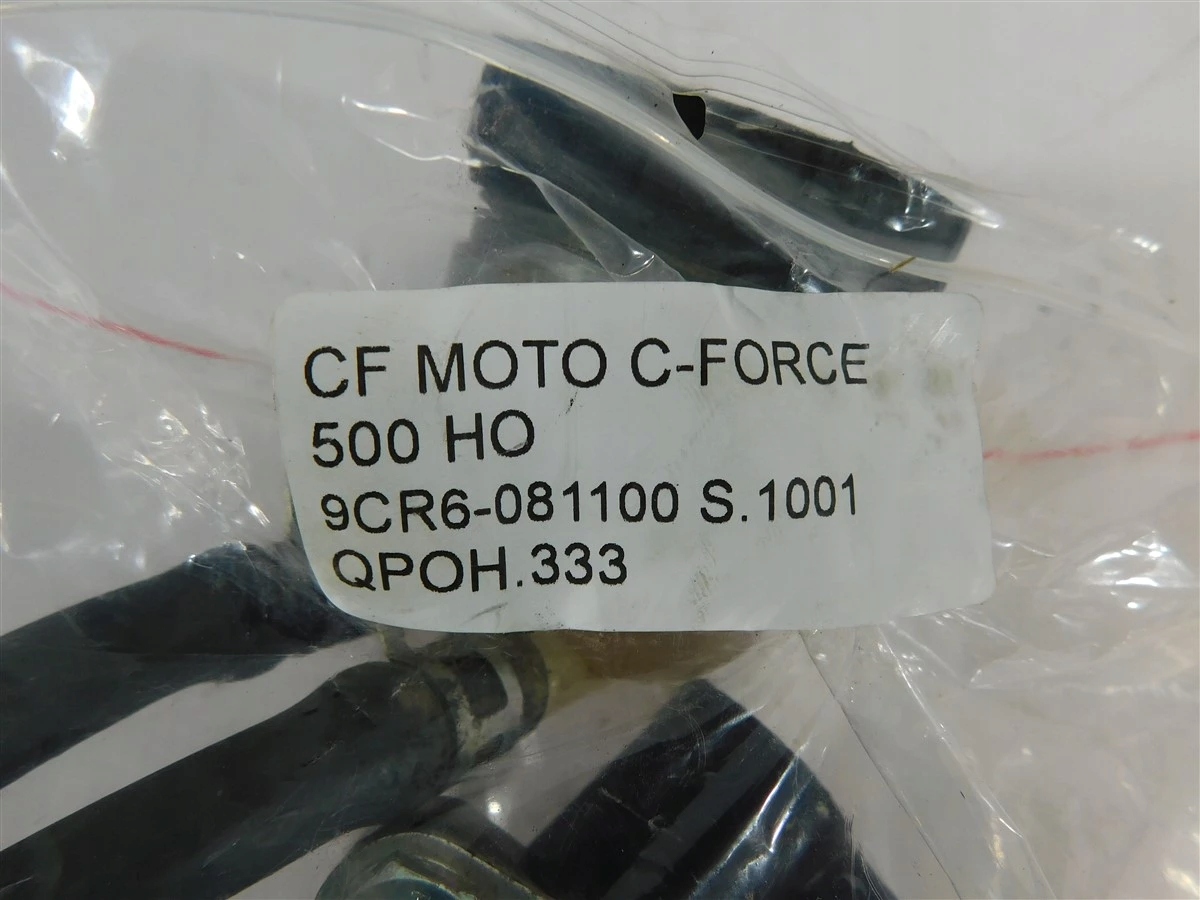 CF MOTO C-FORCE
500 HO
9CR6-081100 S.1001
QPOH.333